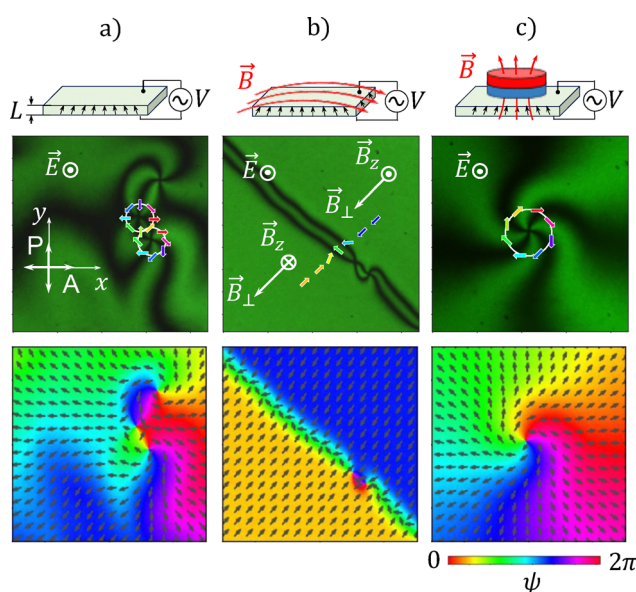 a) b) c)
L V
B⃗ V
B⃗ V
E⃗
y
P
A x
E⃗
B⃗z
B⃗⊥
B⃗z
B⃗⊥
E⃗
0 2π
ψ